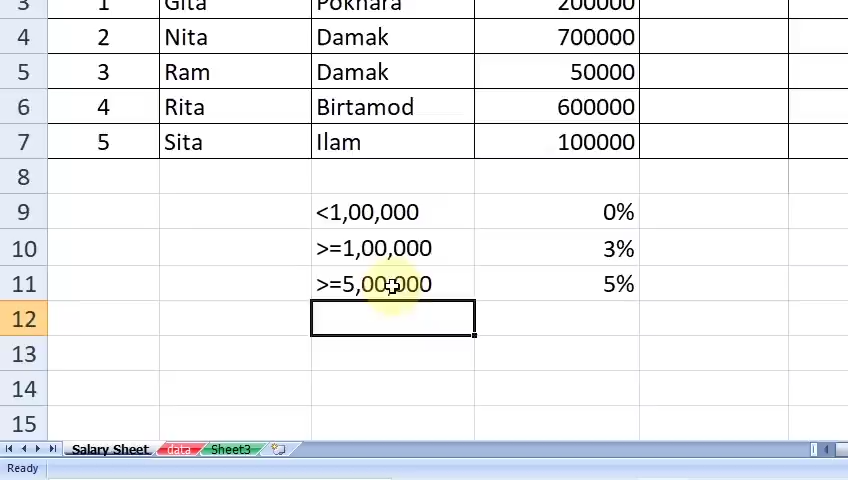 3 1 Gita Pokhara 200000
4 2 Nita Damak 700000
5 3 Ram Damak 50000
6 4 Rita Birtamod 600000
7 5 Sita Ilam 100000
8
9 <1,00,000 0%
10 >=1,00,000 3%
11 >=5,00,000 5%
12
13
14
15
Salary Sheet data Sheet3
Ready